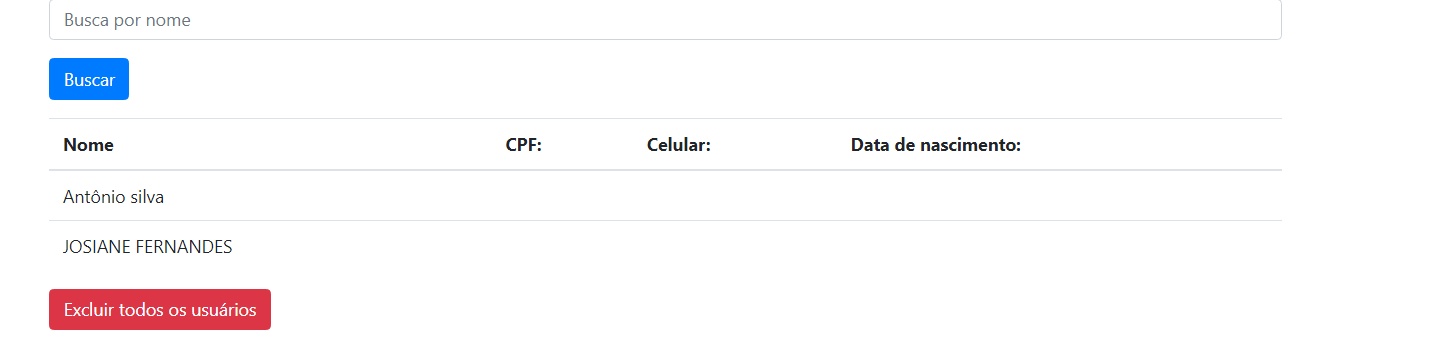 Busca por nome
Buscar
Nome CPF: Celular: Data de nascimento:
Antônio silva
JOSIANE FERNANDES
Excluir todos os usuários